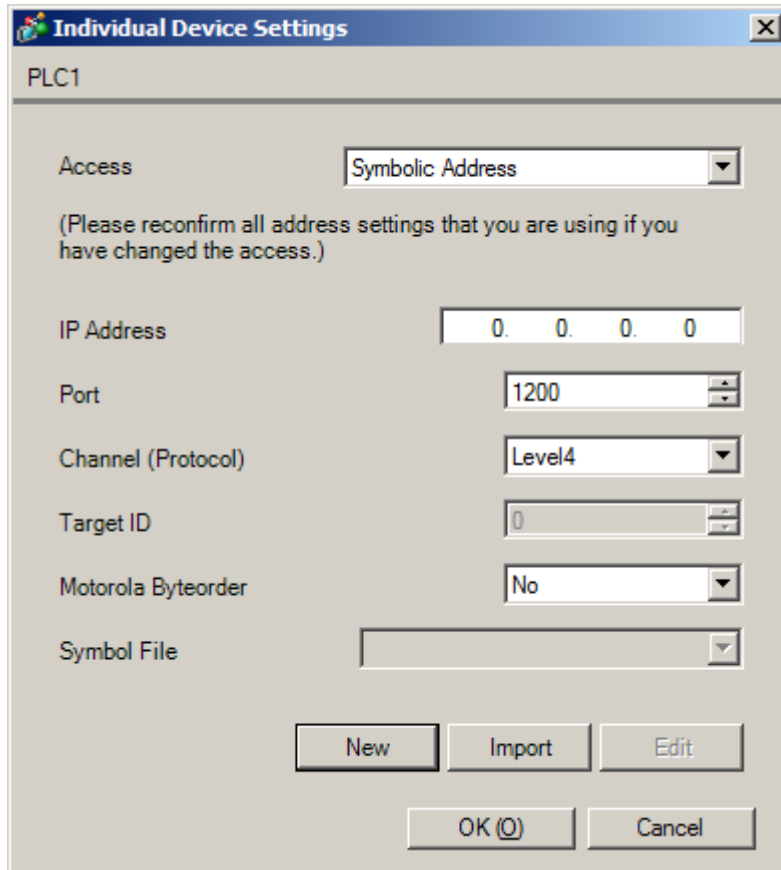 Individual Device Settings
PLC1
Access Symbolic Address
(Please reconfirm all address settings that you are using if you
have changed the access.)
IP Address 0. 0. 0. 0
Port 1200
Channel (Protocol) Level4
Target ID 0
Motorola Byteorder No
Symbol File
New Import Edit
OK (O) Cancel